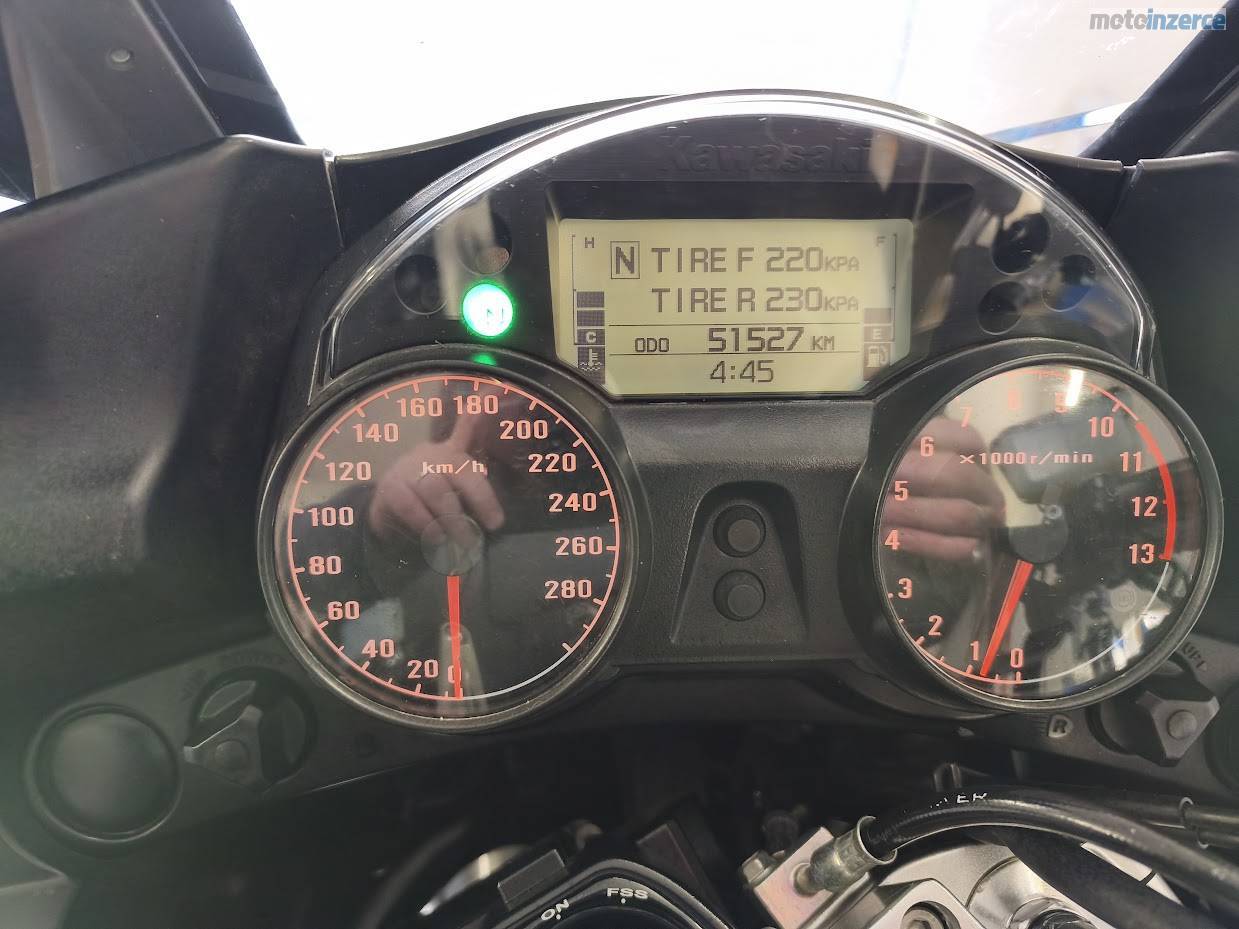 motoinzerce
Kawasaki
H F
N TIRE F 220KPA
TIRE R 230KPA
C E
ODO 51527 KM
4:45
N
km/h
0 20 40 60 80 100 120 140 160 180 200 220 240 260 280
×1000r/min
0 1 2 3 4 5 6 7 8 9 10 11 12 13
R
ON
FSS